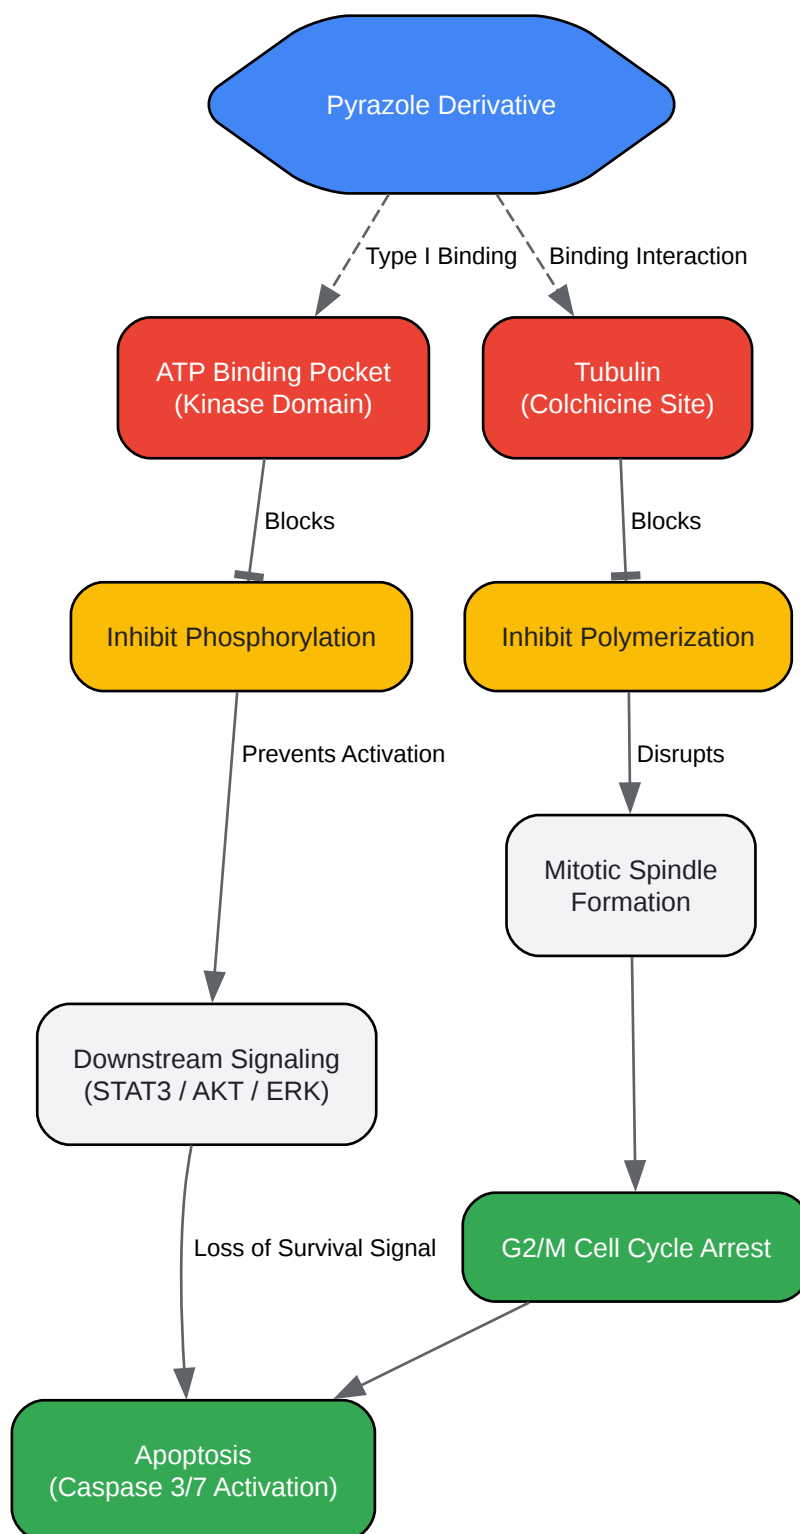 Pyrazole Derivative
Type I Binding
Binding Interaction
ATP Binding Pocket
(Kinase Domain)
Tubulin
(Colchicine Site)
Blocks
Blocks
Inhibit Phosphorylation
Inhibit Polymerization
Prevents Activation
Disrupts
Mitotic Spindle
Formation
Downstream Signaling
(STAT3 / AKT / ERK)
Loss of Survival Signal
G2/M Cell Cycle Arrest
Apoptosis
(Caspase 3/7 Activation)